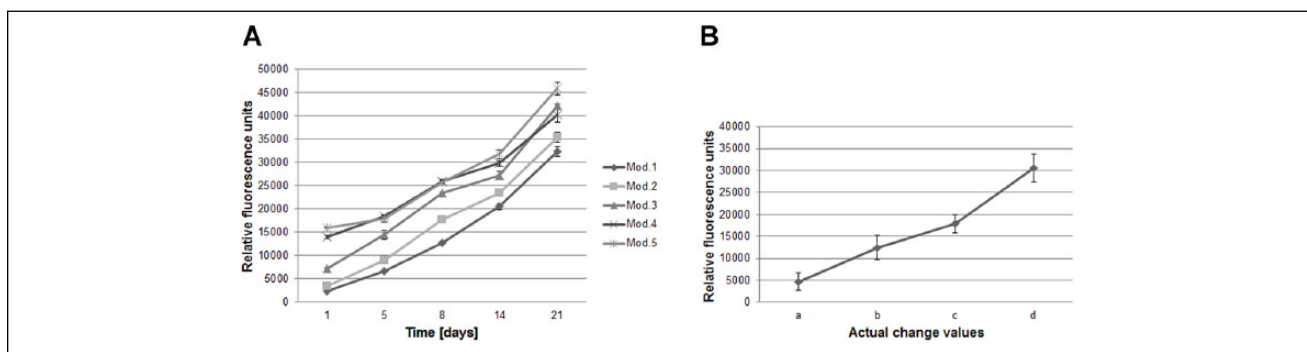 A
Relative fluorescence units
50000
45000
40000
35000
30000
25000
20000
15000
10000
5000
0
1 5 8 14 21
Time [days]
Mod.1
Mod.2
Mod.3
Mod.4
Mod.5
B
Relative fluorescence units
40000
35000
30000
25000
20000
15000
10000
5000
0
a b c d
Actual change values